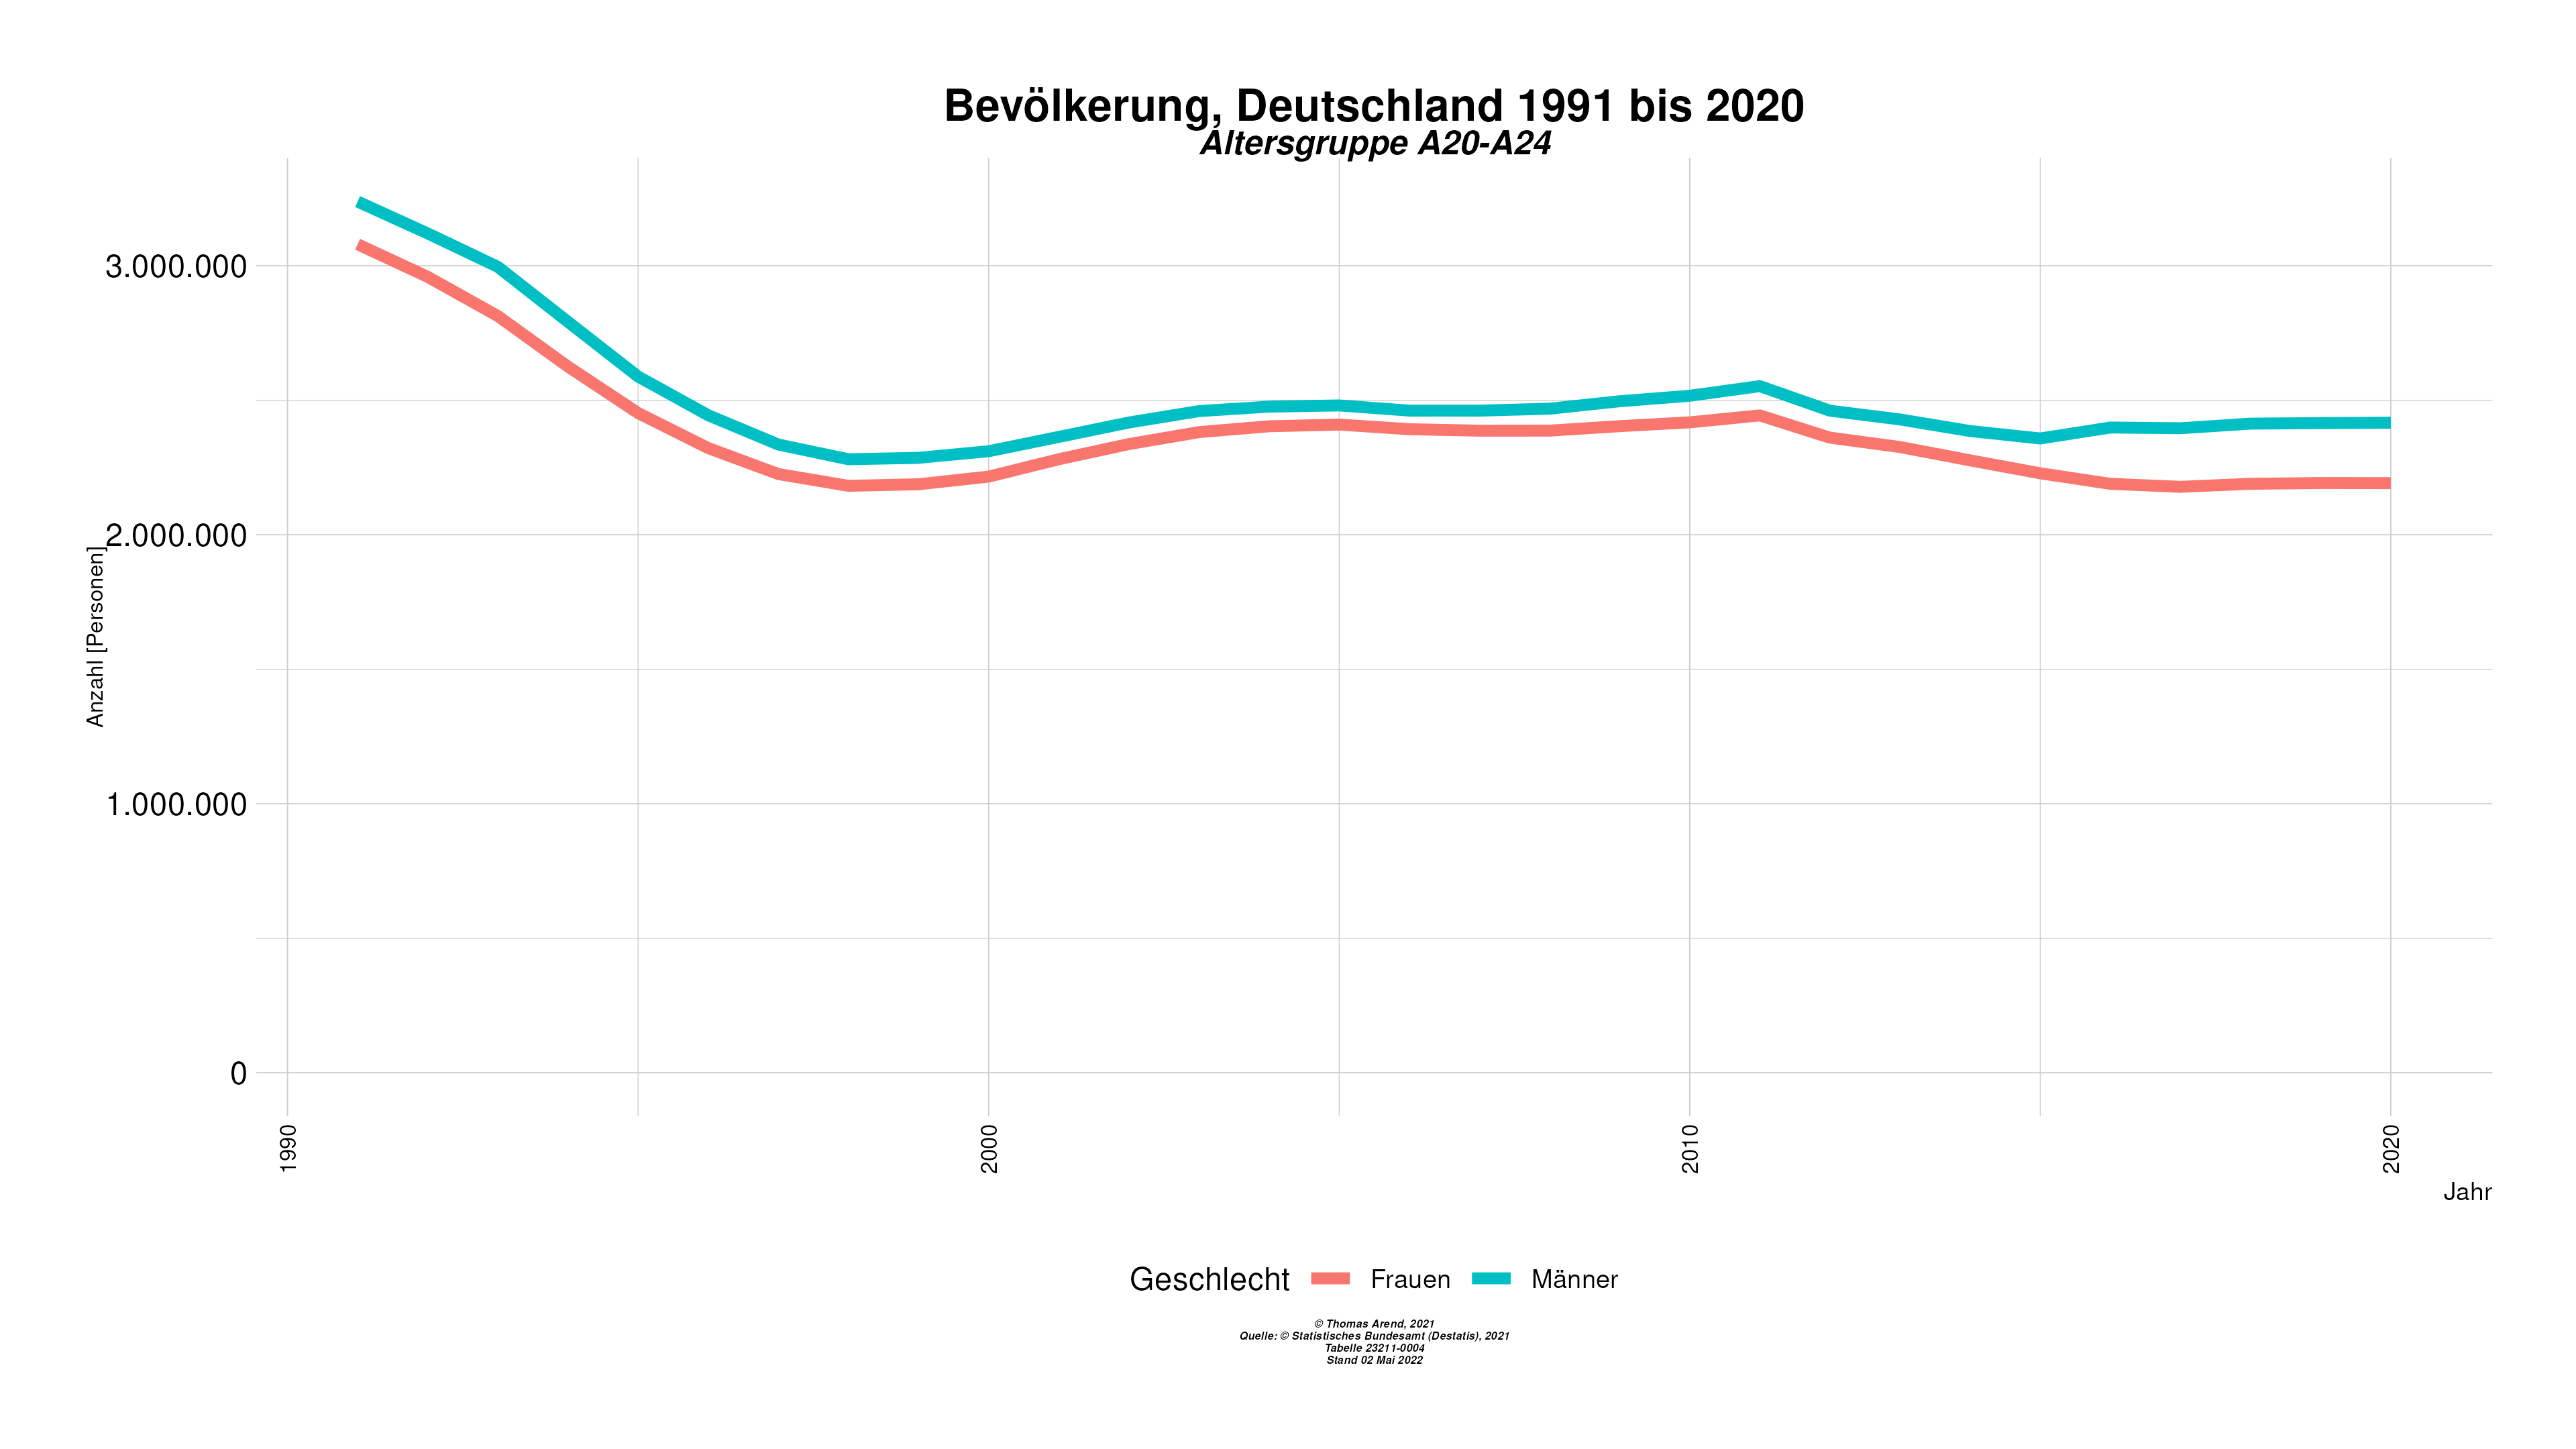 Bevölkerung, Deutschland 1991 bis 2020
Altersgruppe A20-A24
3.000.000
2.000.000
1.000.000
0
Anzahl [Personen]
1990
2000
2010
2020
Jahr
Geschlecht Frauen Männer
© Thomas Arend, 2021
Quelle: © Statistisches Bundesamt (Destatis), 2021
Tabelle 23211-0004
Stand 02 Mai 2022